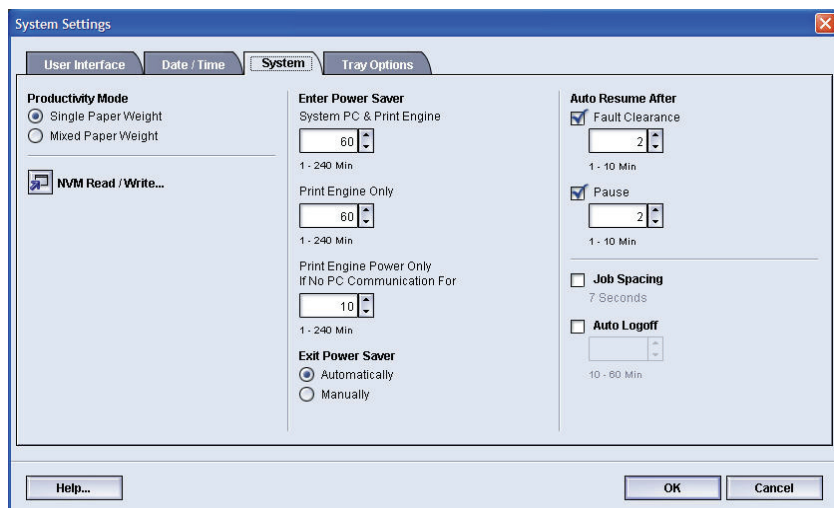 System Settings
User Interface
Date / Time
System
Tray Options
Productivity Mode
Single Paper Weight
Mixed Paper Weight
NVM Read / Write...
Enter Power Saver
System PC & Print Engine
60
1 - 240 Min
Print Engine Only
60
1 - 240 Min
Print Engine Power Only
If No PC Communication For
10
1 - 240 Min
Exit Power Saver
Automatically
Manually
Auto Resume After
Fault Clearance
2
1 - 10 Min
Pause
2
1 - 10 Min
Job Spacing
7 Seconds
Auto Logoff
10 - 60 Min
Help...
OK
Cancel